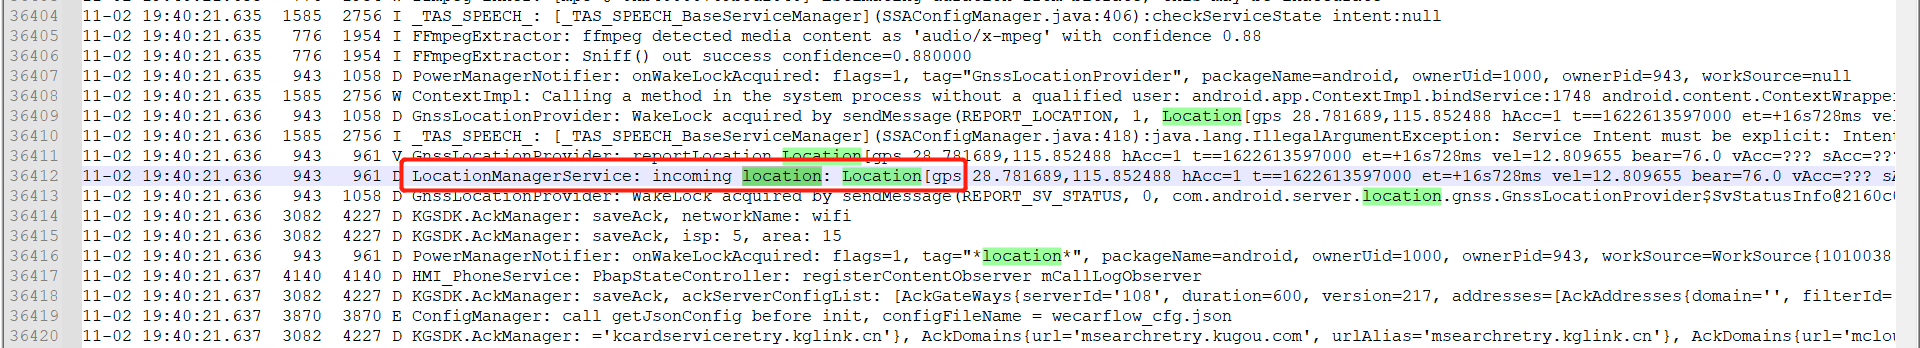 36404 11-02 19:40:21.635 1585 2756 I _TAS_SPEECH_: [_TAS_SPEECH_BaseServiceManager](SSAConfigManager.java:406):checkServiceState intent:null
36405 11-02 19:40:21.635 776 1954 I FFmpegExtractor: ffmpeg detected media content as 'audio/x-mpeg' with confidence 0.88
36406 11-02 19:40:21.635 776 1954 I FFmpegExtractor: Sniff() out success confidence=0.880000
36407 11-02 19:40:21.635 943 1058 D PowerManagerNotifier: onWakeLockAcquired: flags=1, tag="GnssLocationProvider", packageName=android, ownerUid=1000, ownerPid=943, workSource=null
36408 11-02 19:40:21.635 1585 2756 W ContextImpl: Calling a method in the system process without a qualified user: android.app.ContextImpl.bindService:1748 android.content.ContextWrappe
36409 11-02 19:40:21.635 943 1058 D GnssLocationProvider: WakeLock acquired by sendMessage(REPORT_LOCATION, 1, Location[gps 28.781689,115.852488 hAcc=1 t==1622613597000 et=+16s728ms ve
36410 11-02 19:40:21.635 1585 2756 I _TAS_SPEECH_: [_TAS_SPEECH_BaseServiceManager](SSAConfigManager.java:418):java.lang.IllegalArgumentException: Service Intent must be explicit: Inten
36411 11-02 19:40:21.635 943 961 V GnssLocationProvider: reportLocation Location[gps 28.781689,115.852488 hAcc=1 t==1622613597000 et=+16s728ms vel=12.809655 bear=76.0 vAcc=??? sAcc=??
36412 11-02 19:40:21.636 943 961 D LocationManagerService: incoming location: Location[gps 28.781689,115.852488 hAcc=1 t==1622613597000 et=+16s728ms vel=12.809655 bear=76.0 vAcc=???
36413 11-02 19:40:21.636 943 1058 D GnssLocationProvider: WakeLock acquired by sendMessage(REPORT_SV_STATUS, 0, com.android.server.location.gnss.GnssLocationProvider$SvStatusInfo@2160c
36414 11-02 19:40:21.636 3082 4227 D KGSDK.AckManager: saveAck, networkName: wifi
36415 11-02 19:40:21.636 3082 4227 D KGSDK.AckManager: saveAck, isp: 5, area: 15
36416 11-02 19:40:21.636 943 961 D PowerManagerNotifier: onWakeLockAcquired: flags=1, tag="*location*", packageName=android, ownerUid=1000, ownerPid=943, workSource=WorkSource{1010038
36417 11-02 19:40:21.637 4140 4140 D HMI_PhoneService: PbapStateController: registerContentObserver mCallLogObserver
36418 11-02 19:40:21.637 3082 4227 D KGSDK.AckManager: saveAck, ackServerConfigList: [AckGateWays{serverId='108', duration=600, version=217, addresses=[AckAddresses{domain='', filterId=
36419 11-02 19:40:21.637 3870 3870 E ConfigManager: call getJsonConfig before init, configFileName = wecarflow_cfg.json
36420 11-02 19:40:21.637 3082 4227 D KGSDK.AckManager: ='kcardserviceretry.kglink.cn'}, AckDomains{url='msearchretry.kugou.com', urlAlias='msearchretry.kglink.cn'}, AckDomains{url='mclou